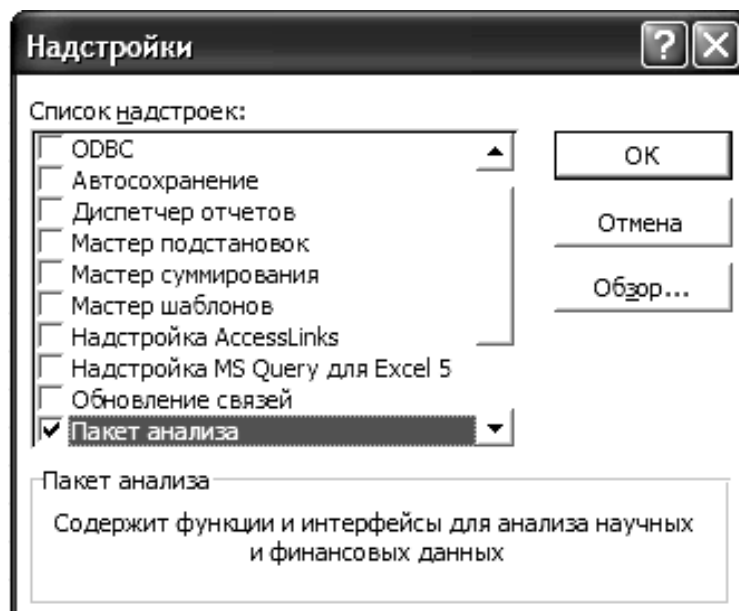 Надстройки
Список надстроек:
ODBC
Автосохранение
Диспетчер отчетов
Мастер подстановок
Мастер суммирования
Мастер шаблонов
Надстройка AccessLinks
Надстройка MS Query для Excel 5
Обновление связей
Пакет анализа
ОК
Отмена
Обзор...
Пакет анализа
Содержит функции и интерфейсы для анализа научных
и финансовых данных